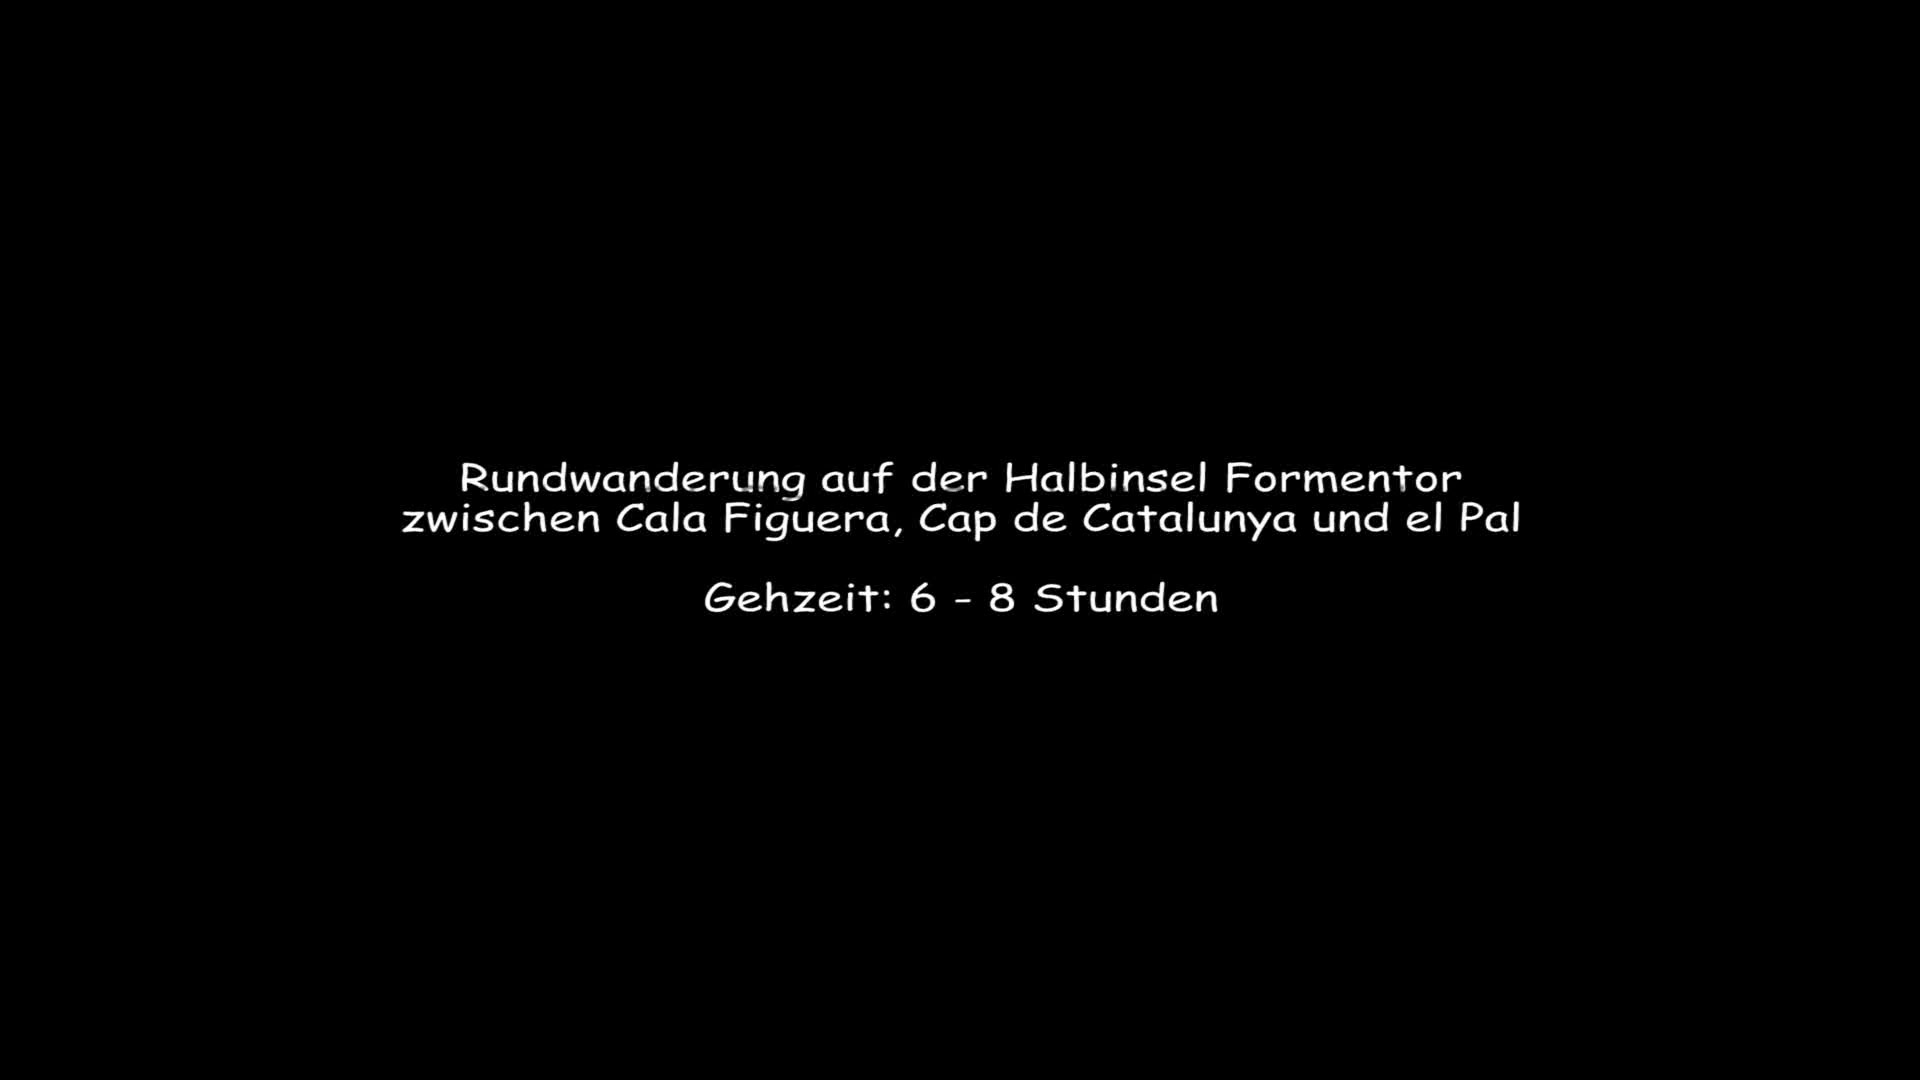 Rundwanderung auf der Halbinsel Formentor
zwischen Cala Figuera, Cap de Catalunya und el Pal
Gehzeit: 6 - 8 Stunden